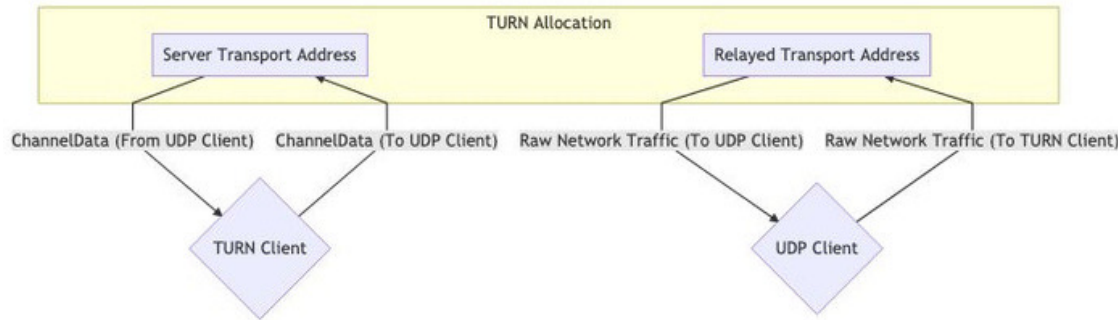 TURN Allocation
Server Transport Address
Relayed Transport Address
ChannelData (From UDP Client)
ChannelData (To UDP Client)
Raw Network Traffic (To UDP Client)
Raw Network Traffic (To TURN Client)
TURN Client
UDP Client